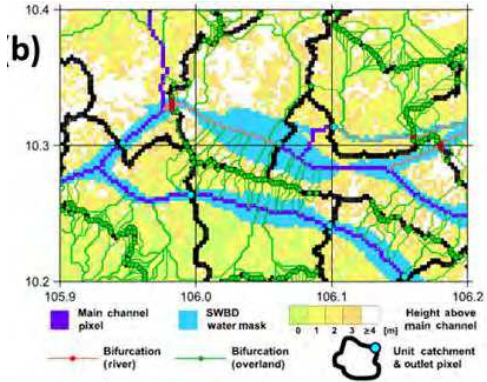 b)
10.4
10.3
10.2
105.9 106.0 106.1 106.2
Main channel pixel
SWBD water mask
0 1 2 3 ≥4 [m]
Height above main channel
Bifurcation (river)
Bifurcation (overland)
Unit catchment & outlet pixel